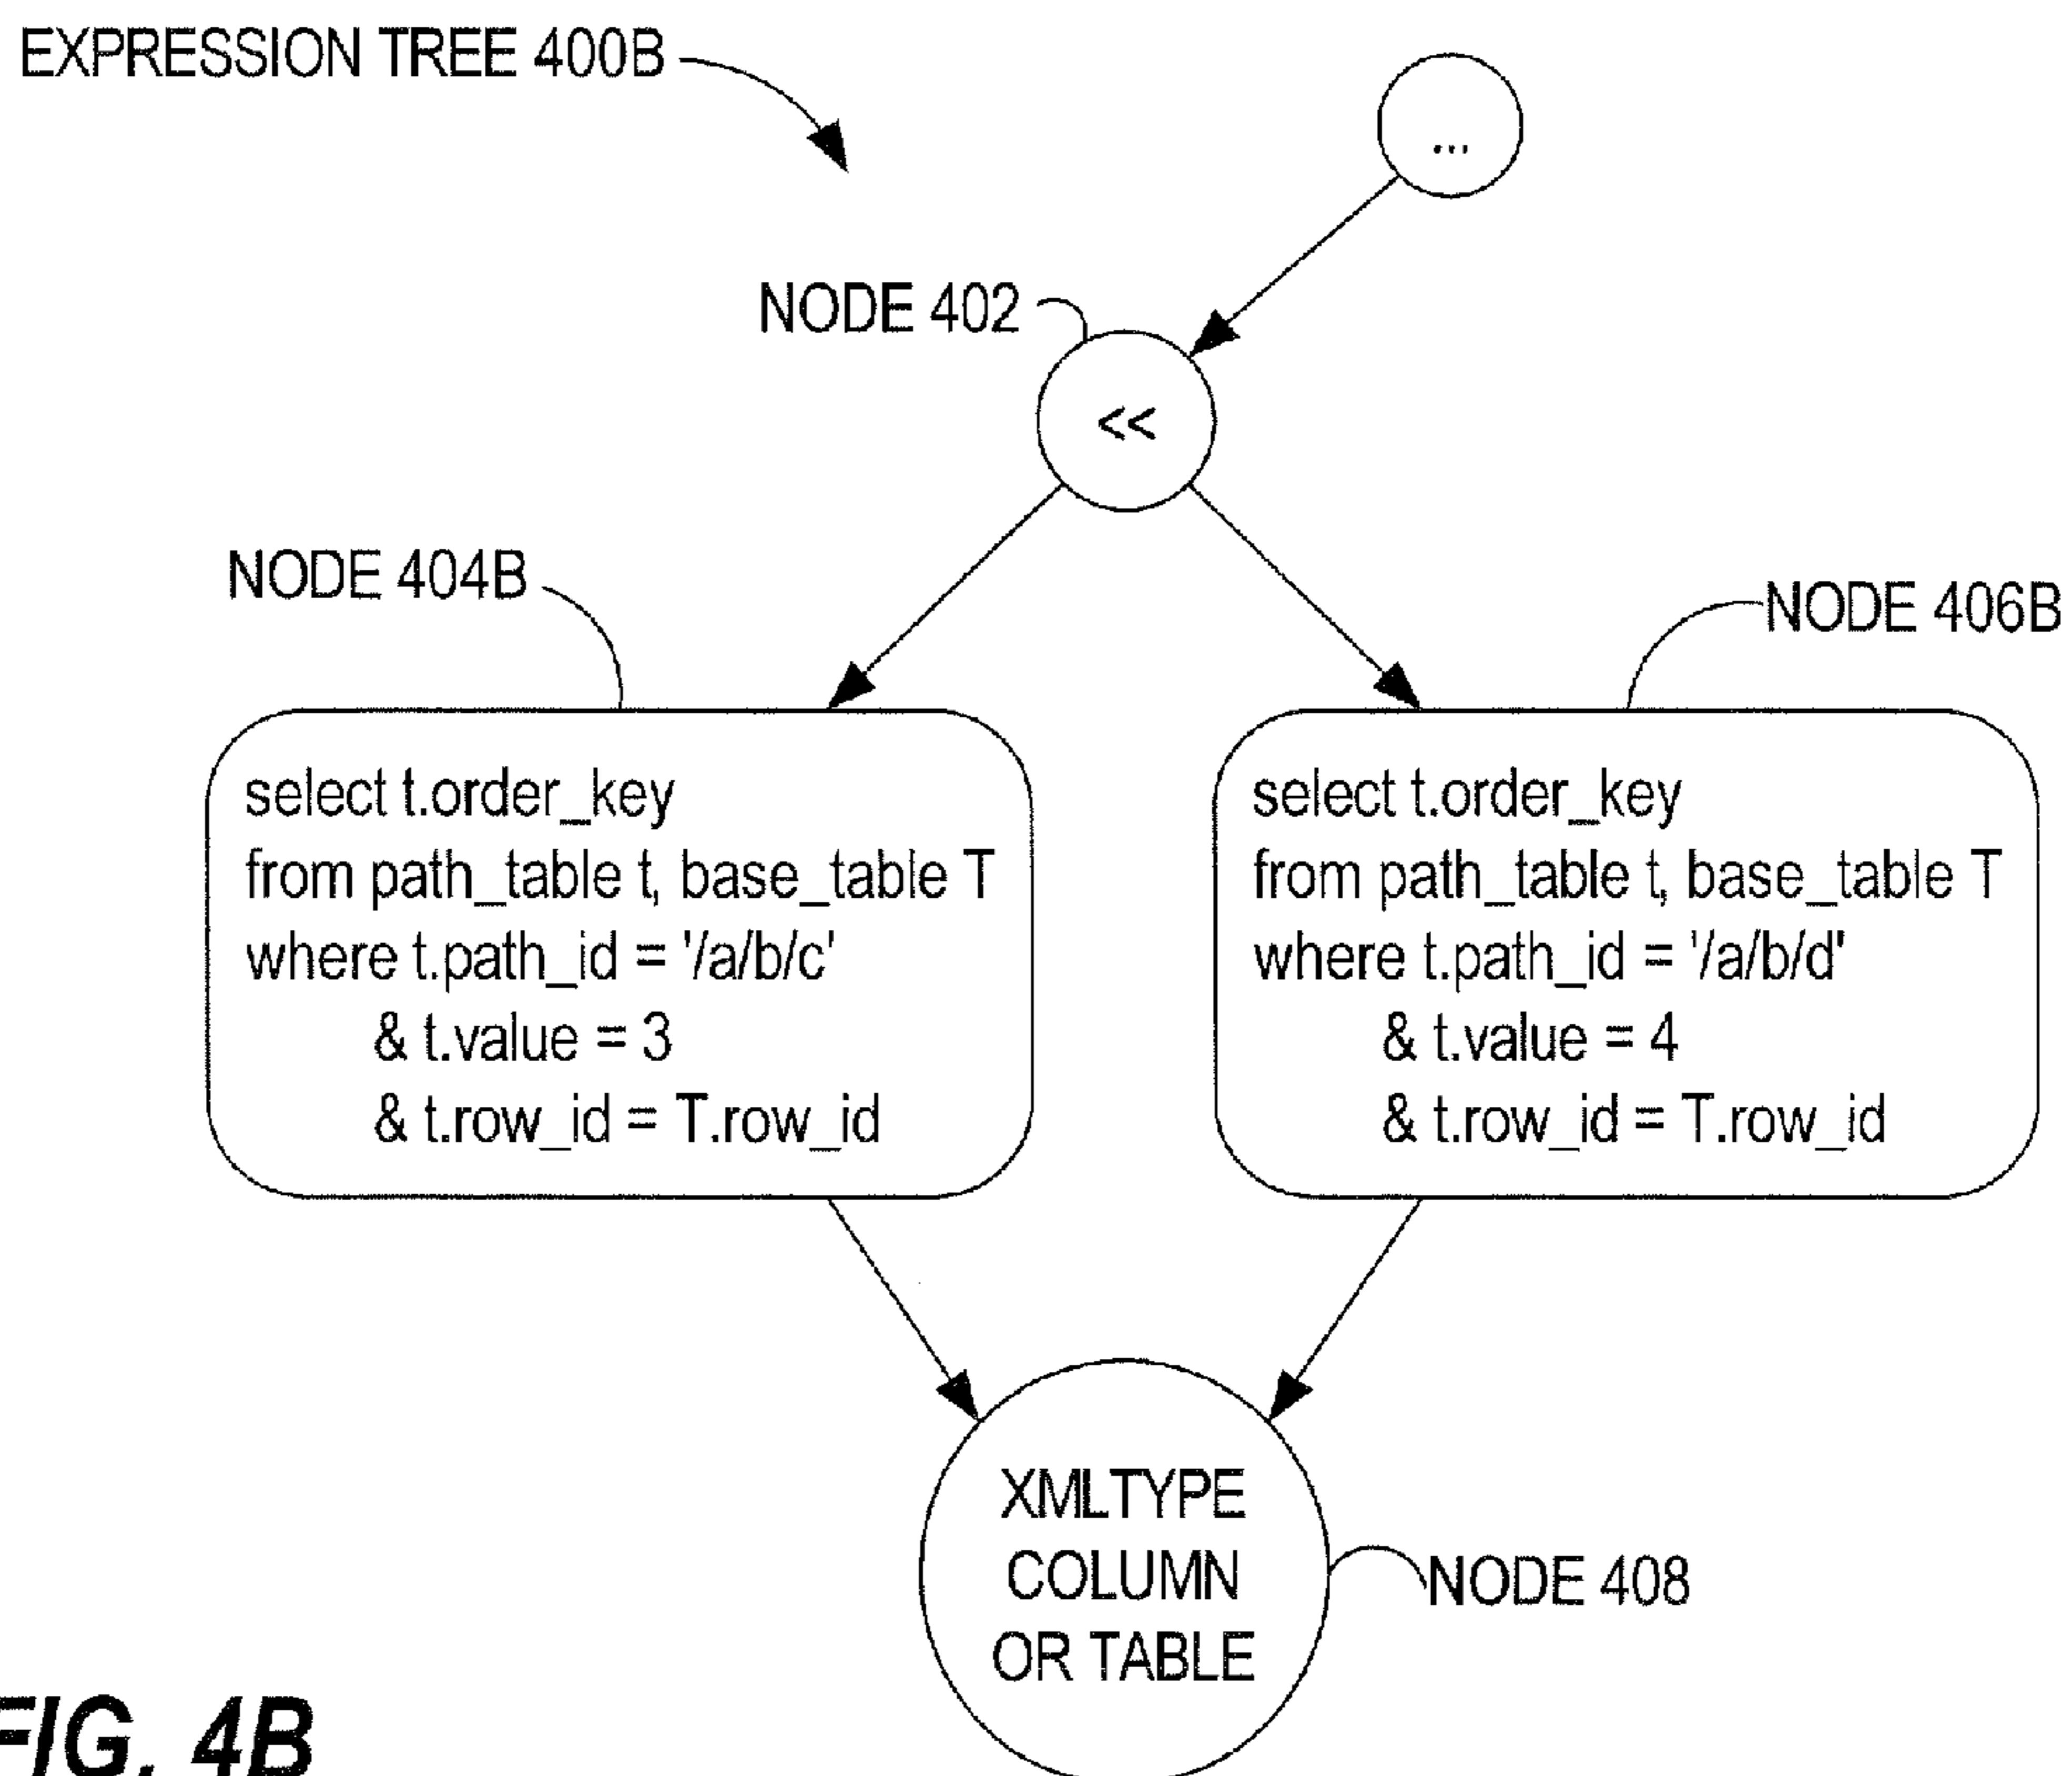 EXPRESSION TREE 400B
...
NODE 402
<<
NODE 404B
NODE 406B
select t.order_key
from path_table t, base_table T
where t.path_id = '/a/b/c'
& t.value = 3
& t.row_id = T.row_id
select t.order_key
from path_table t, base_table T
where t.path_id = '/a/b/d'
& t.value = 4
& t.row_id = T.row_id
XMLTYPE
COLUMN
OR TABLE
NODE 408
FIG. 4B